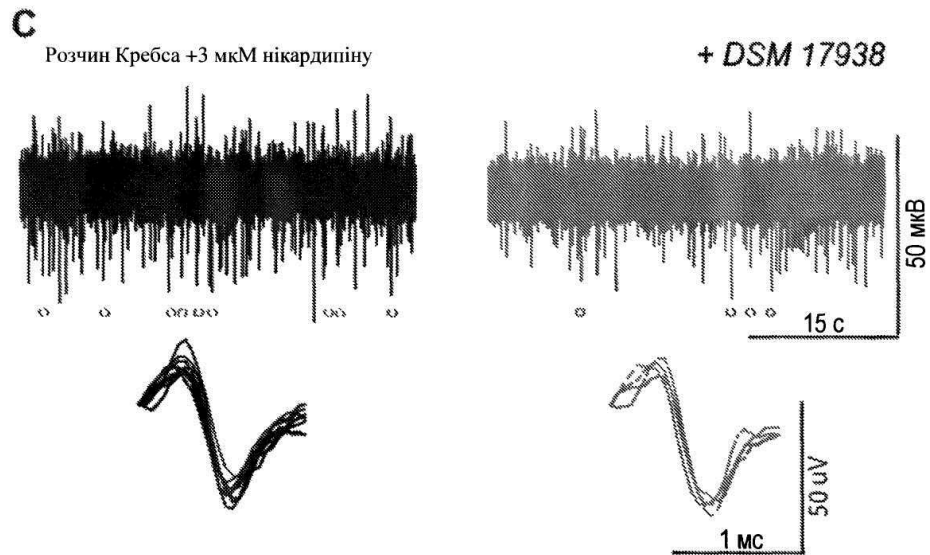 C
Розчин Кребса +3 мкМ нікардипіну
+ DSM 17938
50 мкВ
15 с
50 uV
1 мс